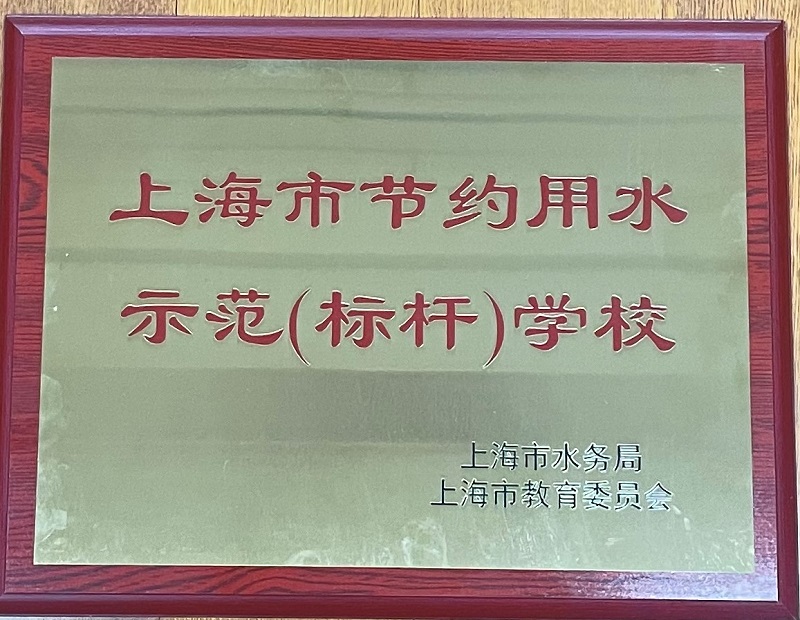 上海市节约用水
示范(标杆)学校
上海市水务局
上海市教育委员会